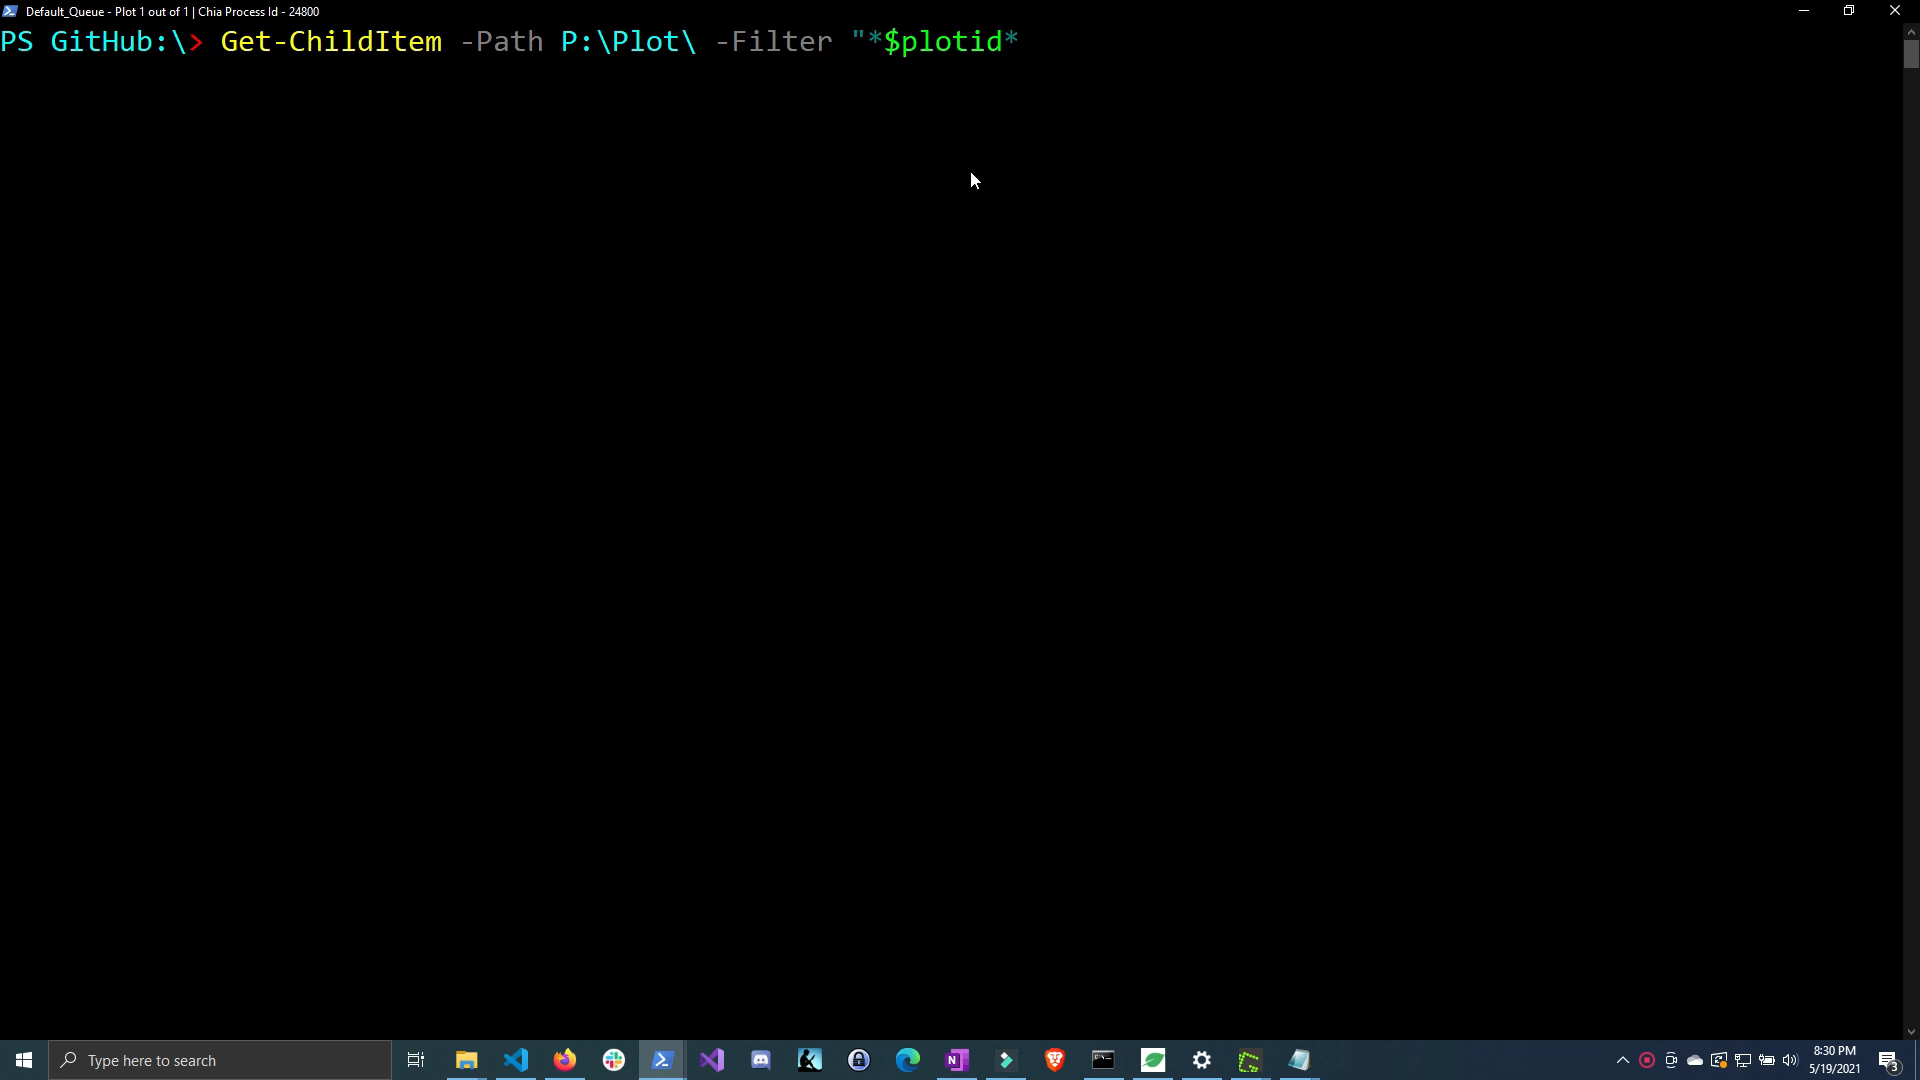 Default_Queue - Plot 1 out of 1 | Chia Process Id - 24800
PS GitHub:\> Get-ChildItem -Path P:\Plot\ -Filter "*$plotid*
Type here to search
8:30 PM
5/19/2021
3